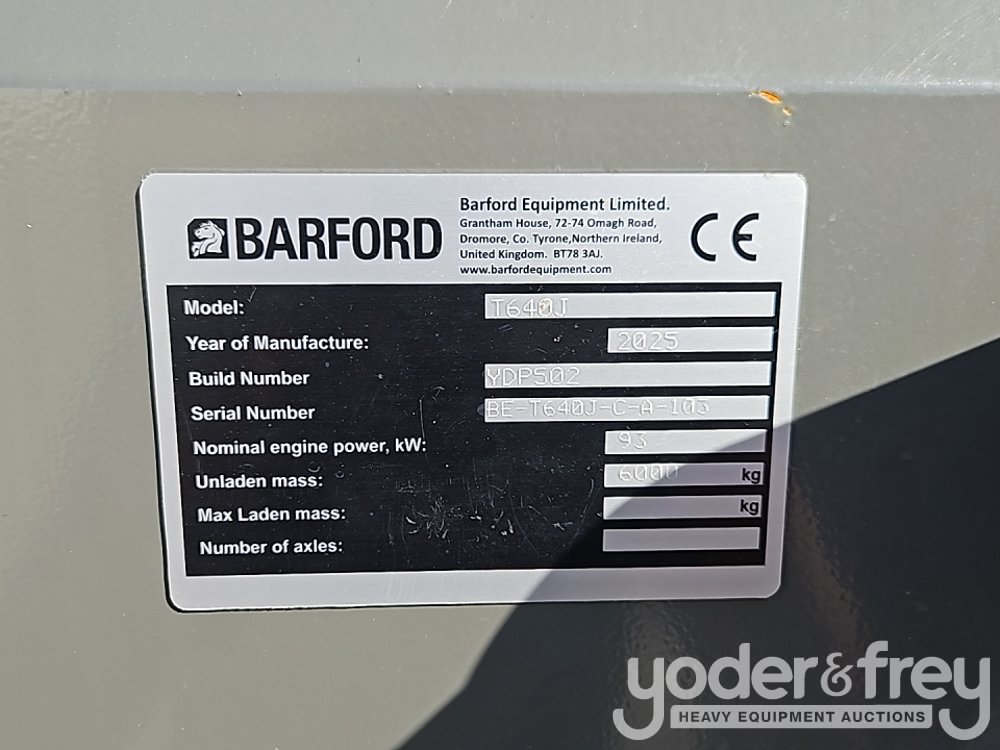 BARFORD
Barford Equipment Limited.
Grantham House, 72-74 Omagh Road,
Dromore, Co. Tyrone,Northern Ireland,
United Kingdom. BT78 3AJ.
www.barfordequipment.com
CE
Model: T640J
Year of Manufacture: 2025
Build Number YDPS02
Serial Number BE-T640J-C-A-103
Nominal engine power, kW: 93
Unladen mass: 6000 kg
Max Laden mass: kg
Number of axles:
yoder&frey
HEAVY EQUIPMENT AUCTIONS